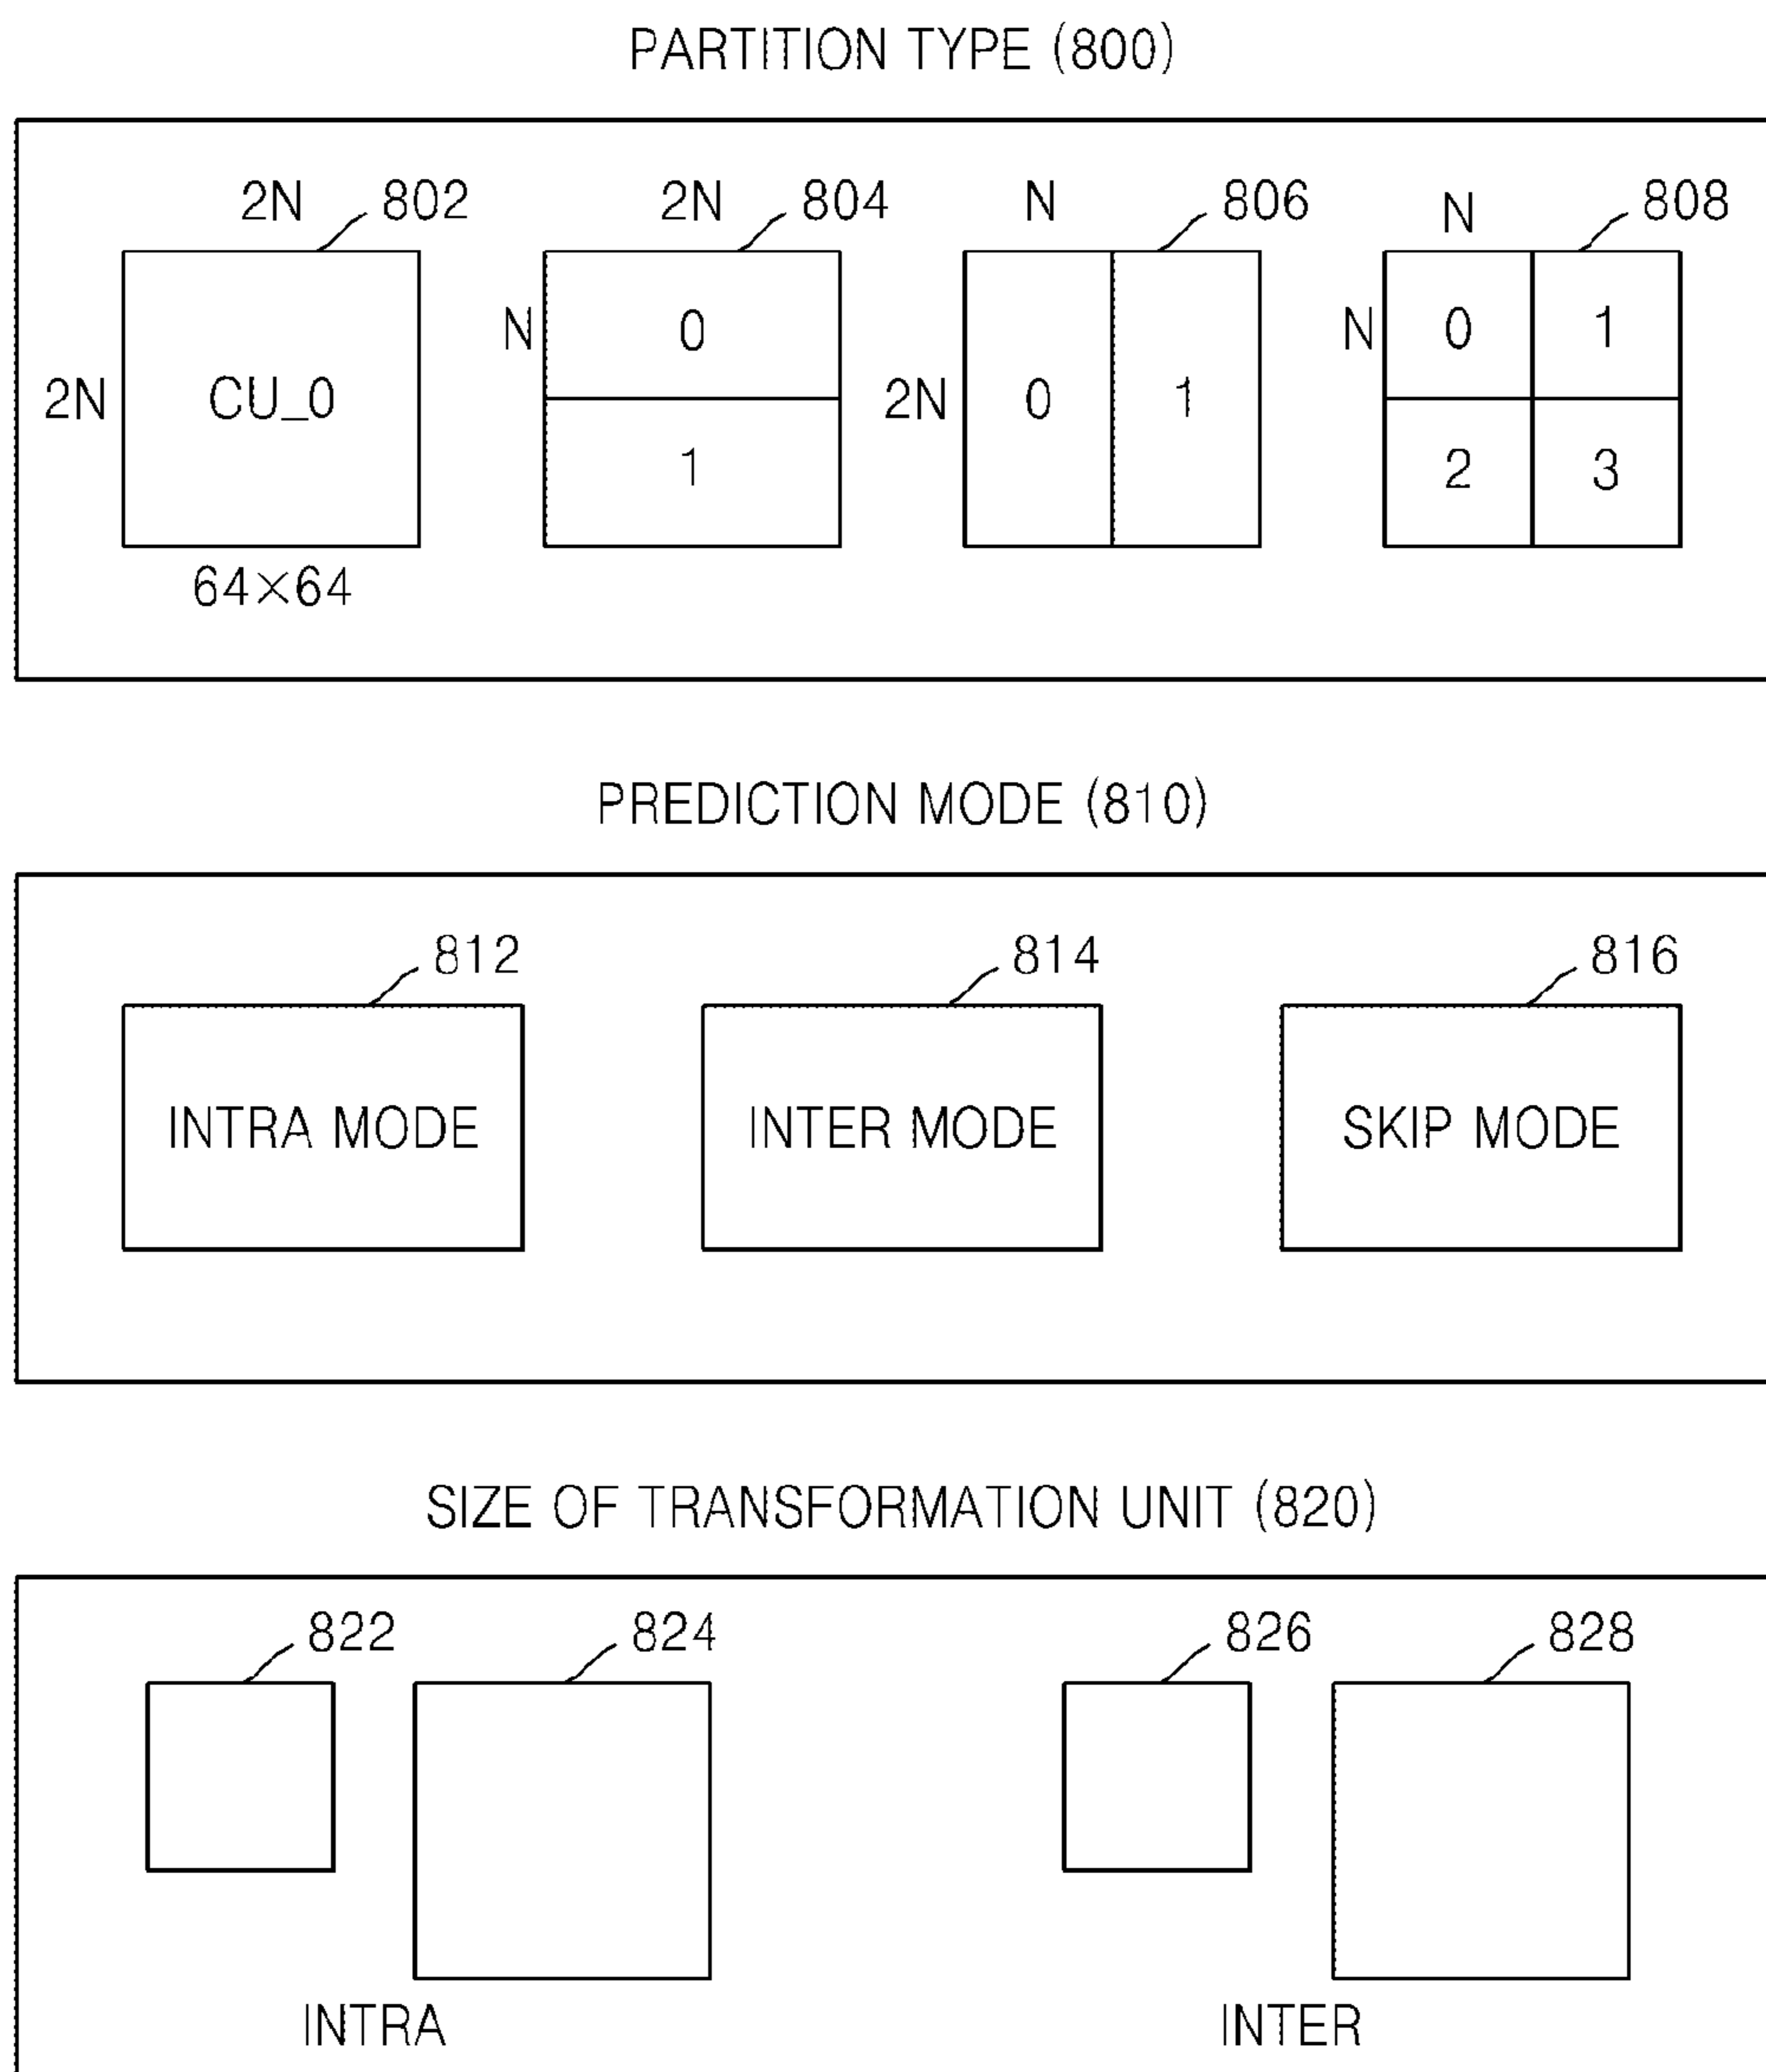 PARTITION TYPE (800)
2N 802 2N 804 N 806 N 808
N 0 N 0 1
2N CU_0 2N 0 1
1 2 3
64×64
PREDICTION MODE (810)
812 814 816
INTRA MODE INTER MODE SKIP MODE
SIZE OF TRANSFORMATION UNIT (820)
822 824 826 828
INTRA INTER